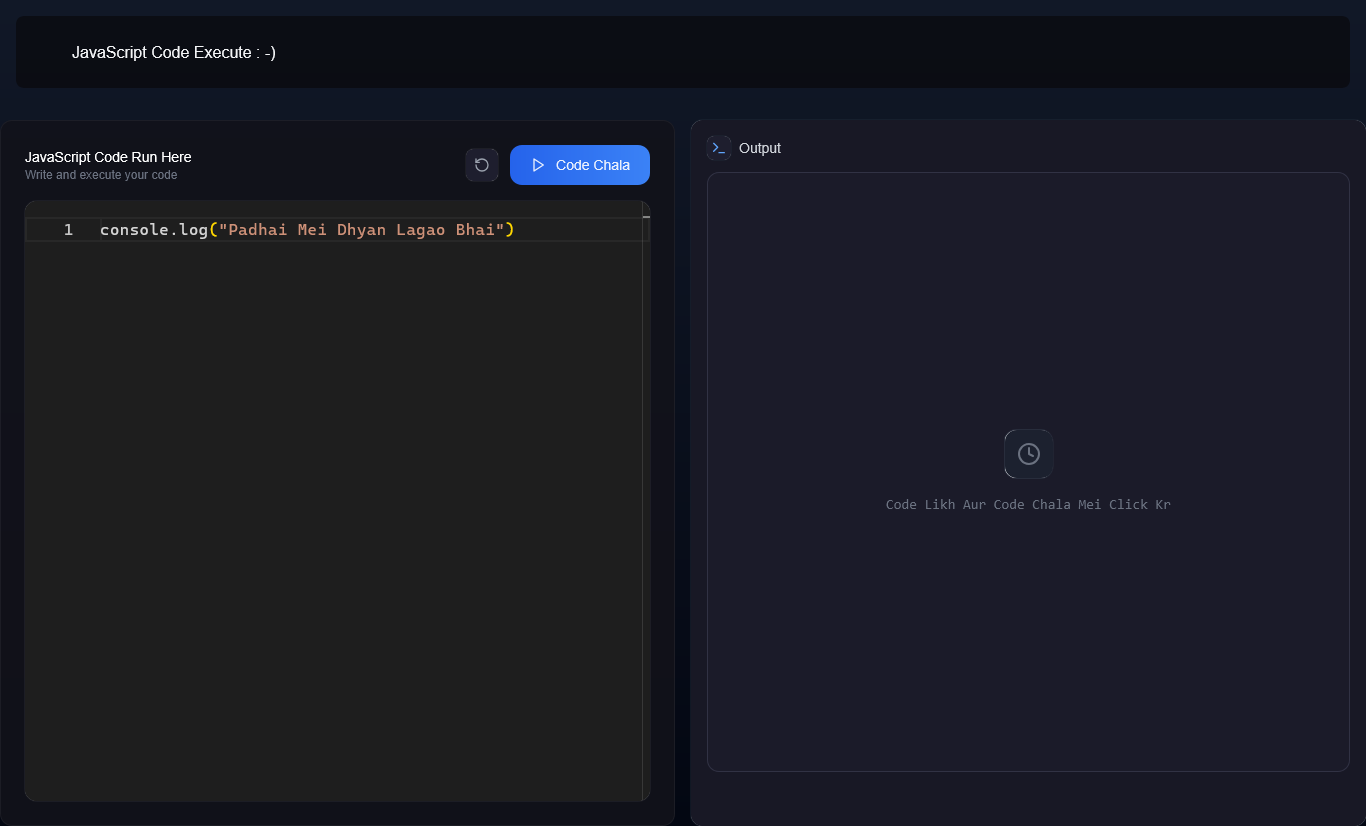 JavaScript Code Execute : -)
JavaScript Code Run Here
Write and execute your code
Code Chala
1 console.log("Padhai Mei Dhyan Lagao Bhai")
Output
Code Likh Aur Code Chala Mei Click Kr